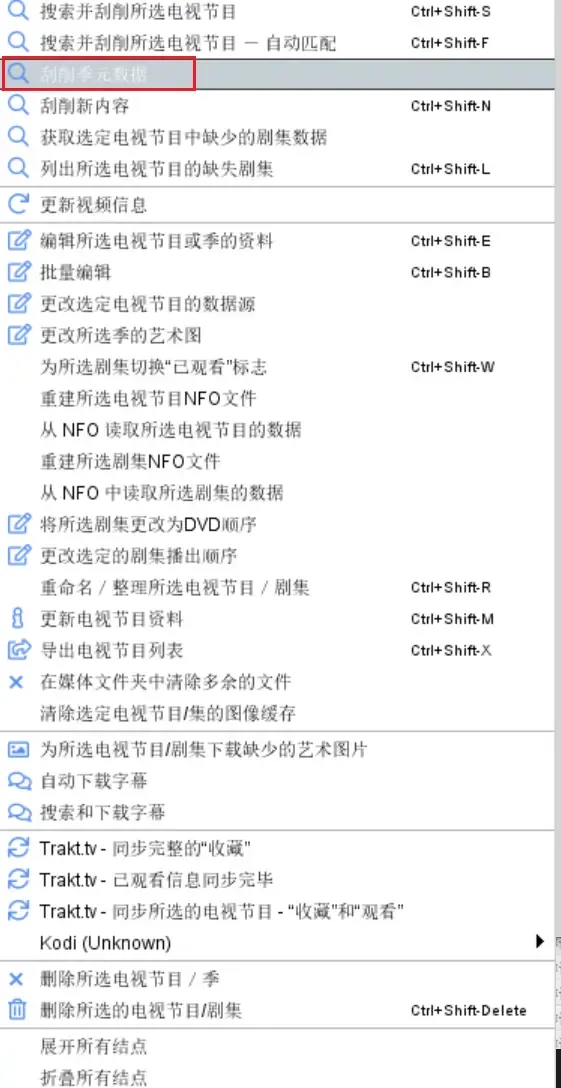 搜索并刮削所选电视节目 Ctrl+Shift-S
搜索并刮削所选电视节目 － 自动匹配 Ctrl+Shift-F
刮削季元数据
刮削新内容 Ctrl+Shift-N
获取选定电视节目中缺少的剧集数据
列出所选电视节目的缺失剧集 Ctrl+Shift-L
更新视频信息
编辑所选电视节目或季的资料 Ctrl+Shift-E
批量编辑 Ctrl+Shift-B
更改选定电视节目的数据源
更改所选季的艺术图
为所选剧集切换“已观看”标志 Ctrl+Shift-W
重建所选电视节目NFO文件
从 NFO 读取所选电视节目的数据
重建所选剧集NFO文件
从 NFO 中读取所选剧集的数据
将所选剧集更改为DVD顺序
更改选定的剧集播出顺序
重命名 / 整理所选电视节目 / 剧集 Ctrl+Shift-R
更新电视节目资料 Ctrl+Shift-M
导出电视节目列表 Ctrl+Shift-X
在媒体文件夹中清除多余的文件
清除选定电视节目/集的图像缓存
为所选电视节目/剧集下载缺少的艺术图片
自动下载字幕
搜索和下载字幕
Trakt.tv - 同步完整的“收藏”
Trakt.tv - 已观看信息同步完毕
Trakt.tv - 同步所选的电视节目 - “收藏”和“观看”
Kodi (Unknown)
删除所选电视节目 / 季
删除所选的电视节目/剧集 Ctrl+Shift-Delete
展开所有结点
折叠所有结点